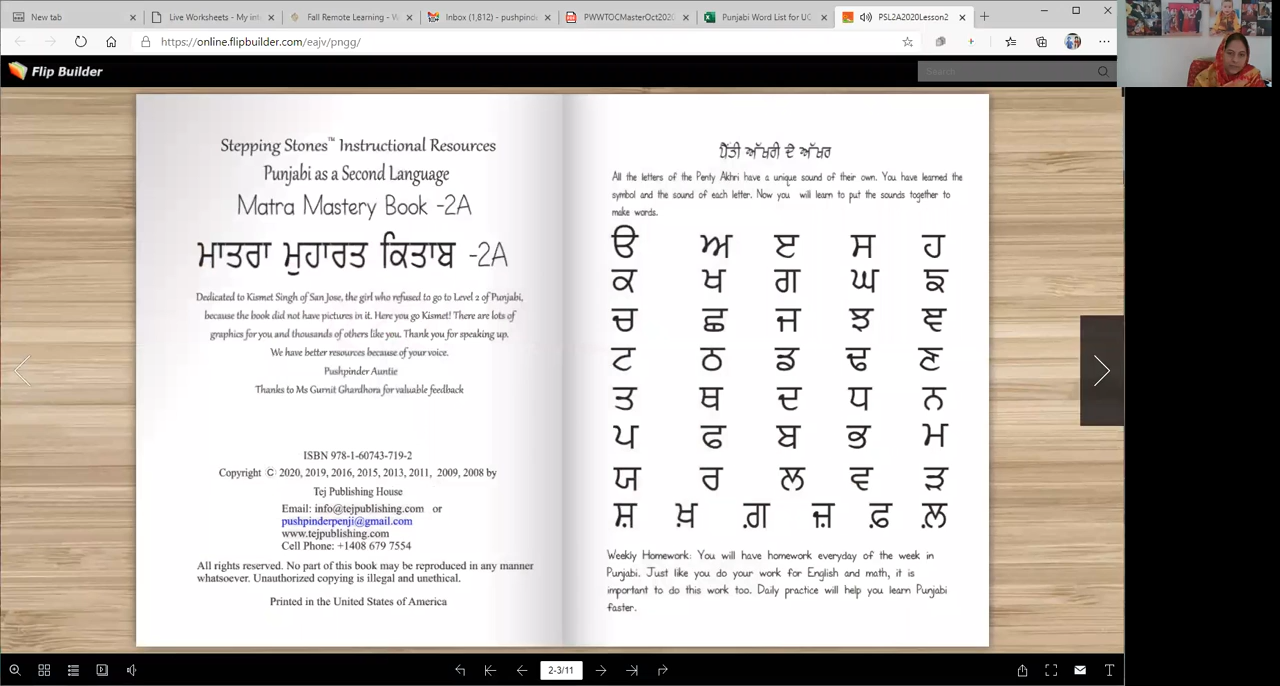 New tab
Live Worksheets - My int
Fall Remote Learning - W
Inbox (1,812) - pushpinde
PWWTOCMasterOct2020
Punjabi Word List for UC
PSL2A2020Lesson2
https://online.flipbuilder.com/eajv/pngg/
Flip Builder
Search
Stepping Stones™ Instructional Resources
Punjabi as a Second Language
Matra Mastery Book -2A
ਮਾਤਰਾ ਮੁਹਾਰਤ ਕਿਤਾਬ -2A
Dedicated to Kismet Singh of San Jose, the girl who refused to go to Level 2 of Punjabi,
because the book did not have pictures in it. Here you go Kismet! There are lots of
graphics for you and thousands of others like you. Thank you for speaking up.
We have better resources because of your voice.
Pushpinder Auntie
Thanks to Ms Gurnit Ghardhora for valuable feedback
ISBN 978-1-60743-719-2
Copyright © 2020, 2019, 2016, 2015, 2013, 2011, 2009, 2008 by
Tej Publishing House
Email: info@tejpublishing.com or
pushpinderpenji@gmail.com
www.tejpublishing.com
Cell Phone: +1408 679 7554
All rights reserved. No part of this book may be reproduced in any manner
whatsoever. Unauthorized copying is illegal and unethical.
Printed in the United States of America
ਪੈਂਤੀ ਅੱਖਰੀ ਦੇ ਅੱਖਰ
All the letters of the Penty Akhri have a unique sound of their own. You have learned the
symbol and the sound of each letter. Now you will learn to put the sounds together to
make words.
ੳ ਅ ੲ ਸ ਹ
ਕ ਖ ਗ ਘ ਙ
ਚ ਛ ਜ ਝ ਞ
ਟ ਠ ਡ ਢ ਣ
ਤ ਥ ਦ ਧ ਨ
ਪ ਫ ਬ ਭ ਮ
ਯ ਰ ਲ ਵ ੜ
ਸ਼ ਖ਼ ਗ਼ ਜ਼ ਫ਼ ਲ਼
Weekly Homework: You will have homework everyday of the week in
Punjabi. Just like you do your work for English and math, it is
important to do this work too. Daily practice will help you learn Punjabi
faster.
2-3/11